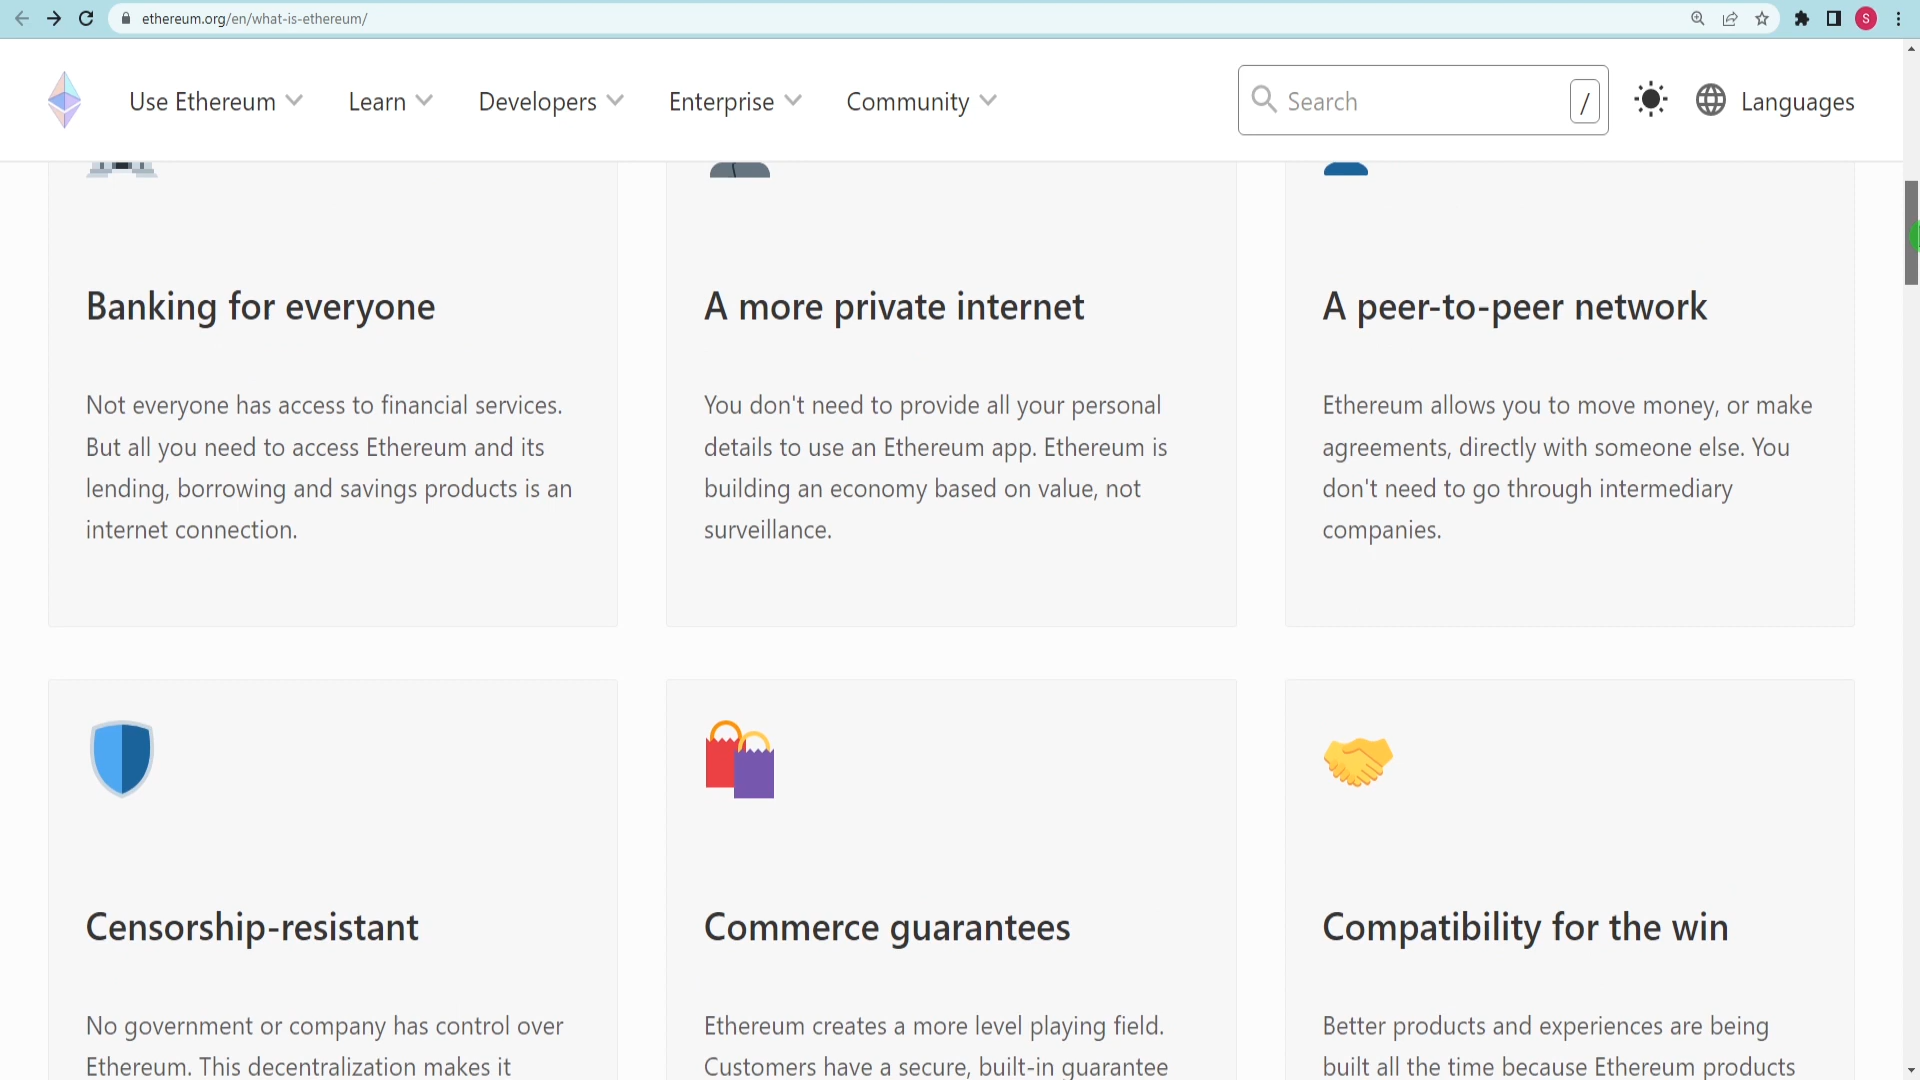 ethereum.org/en/what-is-ethereum/
S
Use Ethereum
Learn
Developers
Enterprise
Community
Search
/
Languages
Banking for everyone
Not everyone has access to financial services.
But all you need to access Ethereum and its
lending, borrowing and savings products is an
internet connection.
A more private internet
You don't need to provide all your personal
details to use an Ethereum app. Ethereum is
building an economy based on value, not
surveillance.
A peer-to-peer network
Ethereum allows you to move money, or make
agreements, directly with someone else. You
don't need to go through intermediary
companies.
Censorship-resistant
No government or company has control over
Ethereum. This decentralization makes it
Commerce guarantees
Ethereum creates a more level playing field.
Customers have a secure, built-in guarantee
Compatibility for the win
Better products and experiences are being
built all the time because Ethereum products